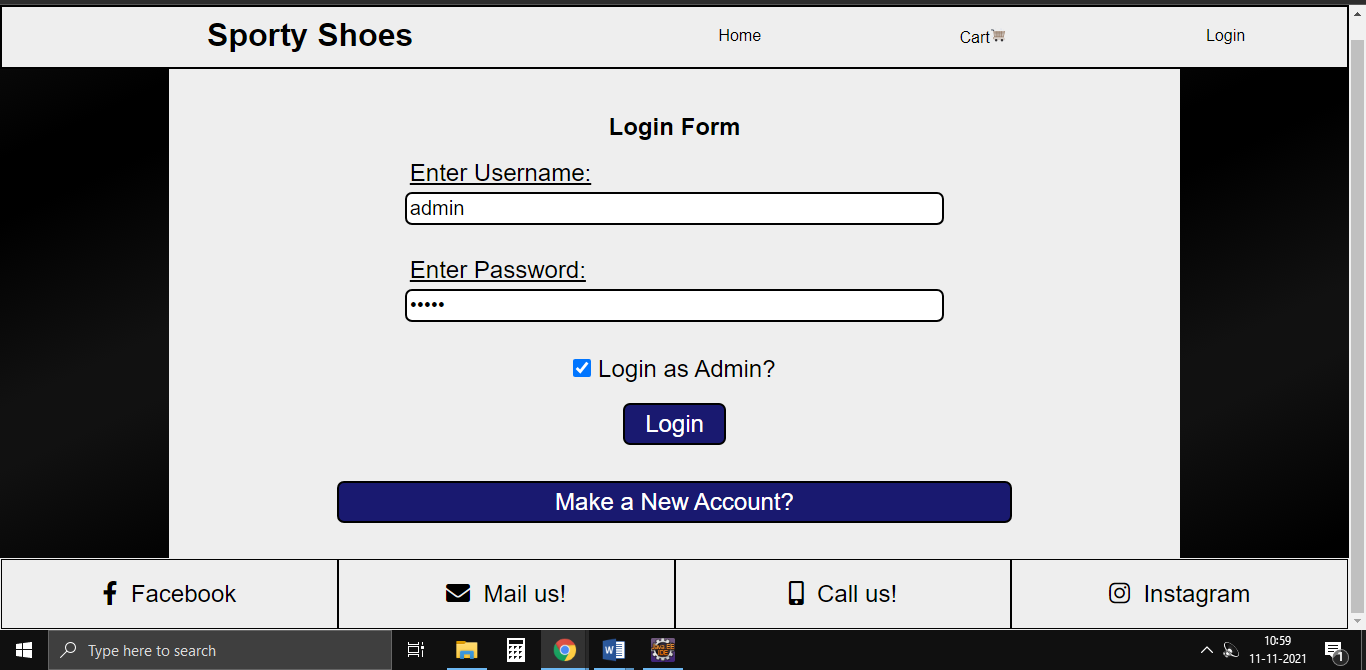 Sporty Shoes
Home
Cart
Login
Login Form
Enter Username:
admin
Enter Password:
•••••
Login as Admin?
Login
Make a New Account?
Facebook
Mail us!
Call us!
Instagram
Type here to search
W
10:59
11-11-2021
1